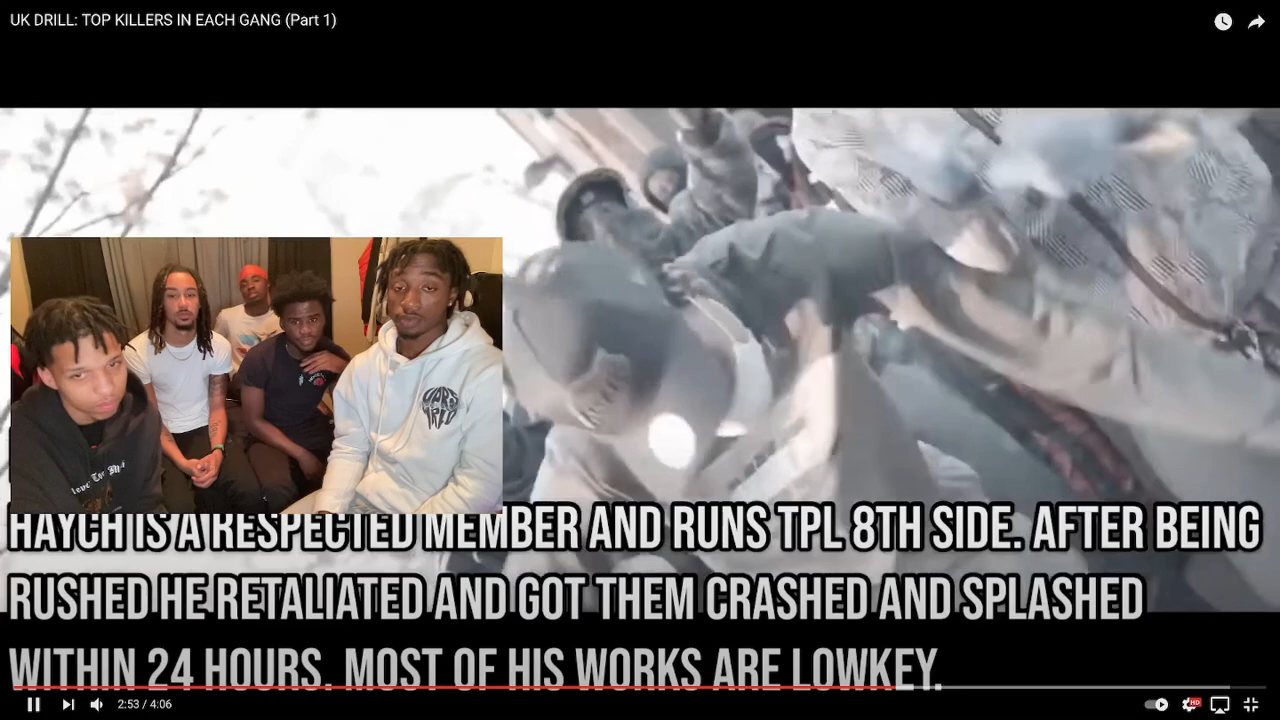 UK DRILL: TOP KILLERS IN EACH GANG (Part 1)
HAYCH IS A RESPECTED MEMBER AND RUNS TPL 8TH SIDE. AFTER BEING
RUSHED HE RETALIATED AND GOT THEM CRASHED AND SPLASHED
WITHIN 24 HOURS. MOST OF HIS WORKS ARE LOWKEY.
2:53 / 4:06
HD